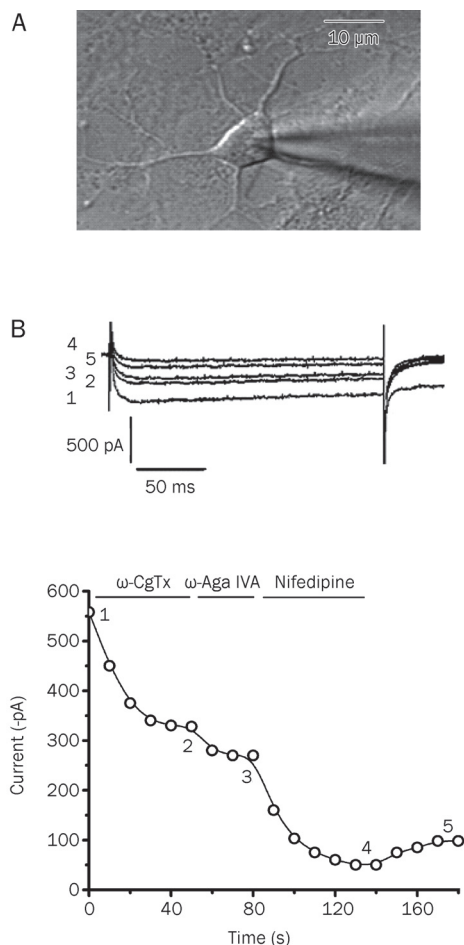 A
10 µm
B
4
5
3
2
1
500 pA
50 ms
ω-CgTx ω-Aga IVA Nifedipine
600
500
400
300
200
100
0
1
2
3
4
5
Current (-pA)
0 40 80 120 160
Time (s)